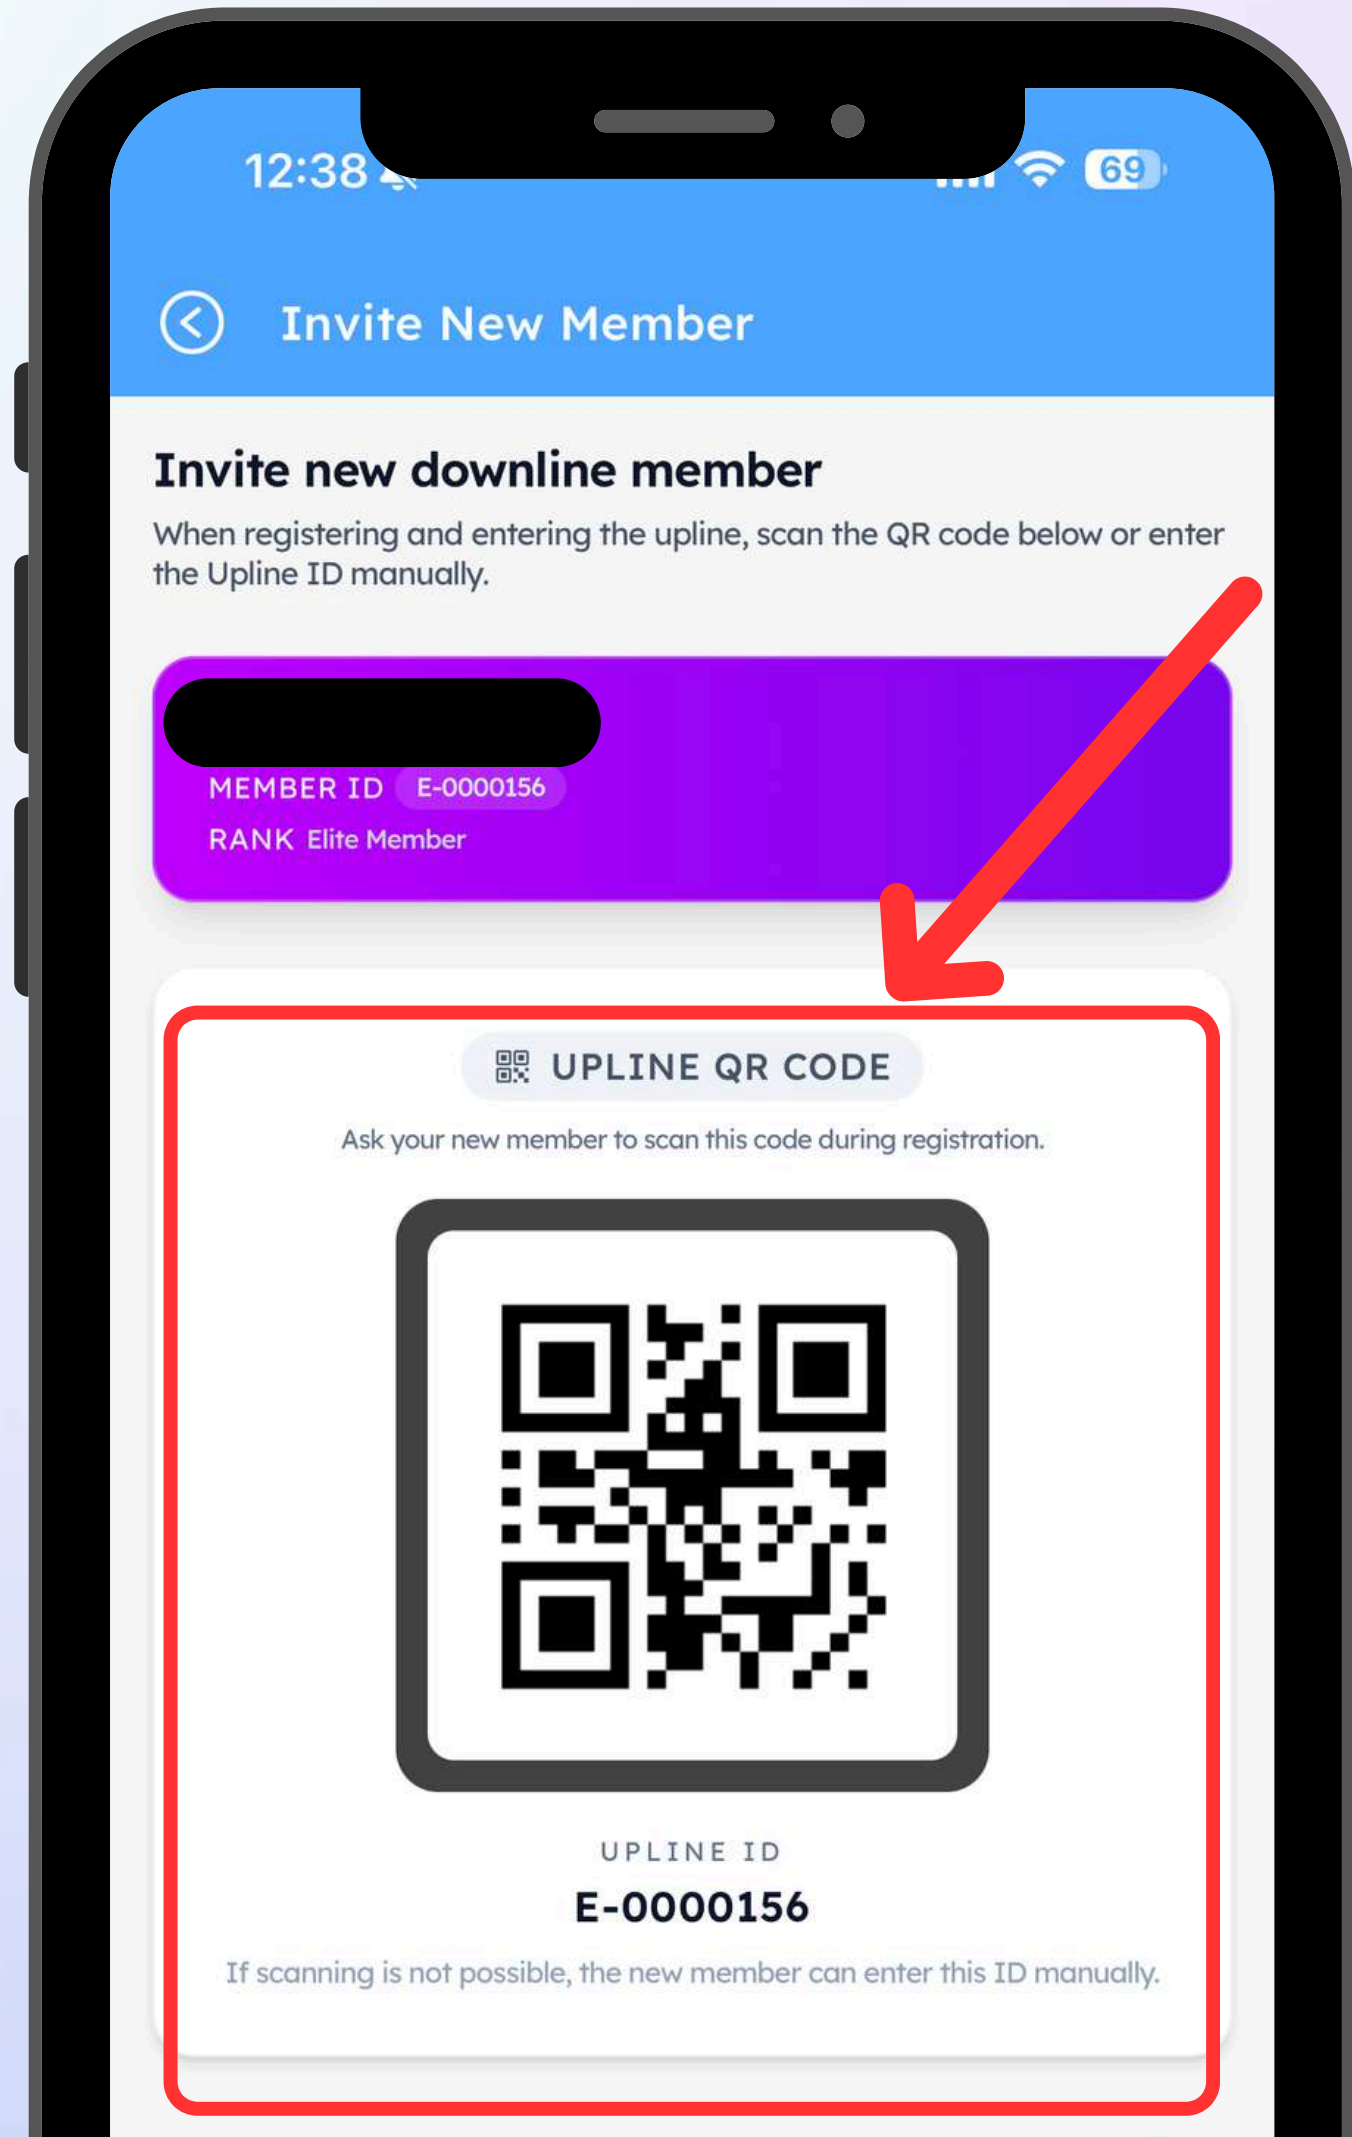 12:38
69
Invite New Member
Invite new downline member
When registering and entering the upline, scan the QR code below or enter
the Upline ID manually.
MEMBER ID E-0000156
RANK Elite Member
UPLINE QR CODE
Ask your new member to scan this code during registration.
UPLINE ID
E-0000156
If scanning is not possible, the new member can enter this ID manually.